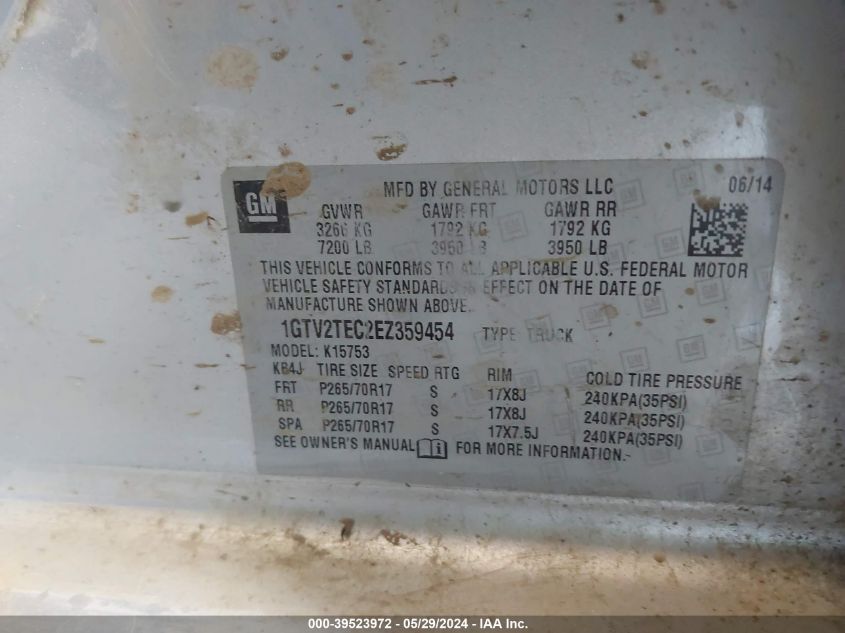 GM
MFD BY GENERAL MOTORS LLC 06/14
GVWR GAWR FRT GAWR RR
3266 KG 1792 KG 1792 KG
7200 LB 3950 LB 3950 LB
THIS VEHICLE CONFORMS TO ALL APPLICABLE U.S. FEDERAL MOTOR
VEHICLE SAFETY STANDARDS IN EFFECT ON THE DATE OF
MANUFACTURE SHOWN ABOVE.
1GTV2TEC2EZ359454 TYPE: TRUCK
MODEL: K15753
KB4J TIRE SIZE SPEED RTG RIM COLD TIRE PRESSURE
FRT P265/70R17 S 17X8J 240KPA(35PSI)
RR P265/70R17 S 17X8J 240KPA(35PSI)
SPA P265/70R17 S 17X7.5J 240KPA(35PSI)
SEE OWNER'S MANUAL FOR MORE INFORMATION.
000-39523972 - 05/29/2024 - IAA Inc.